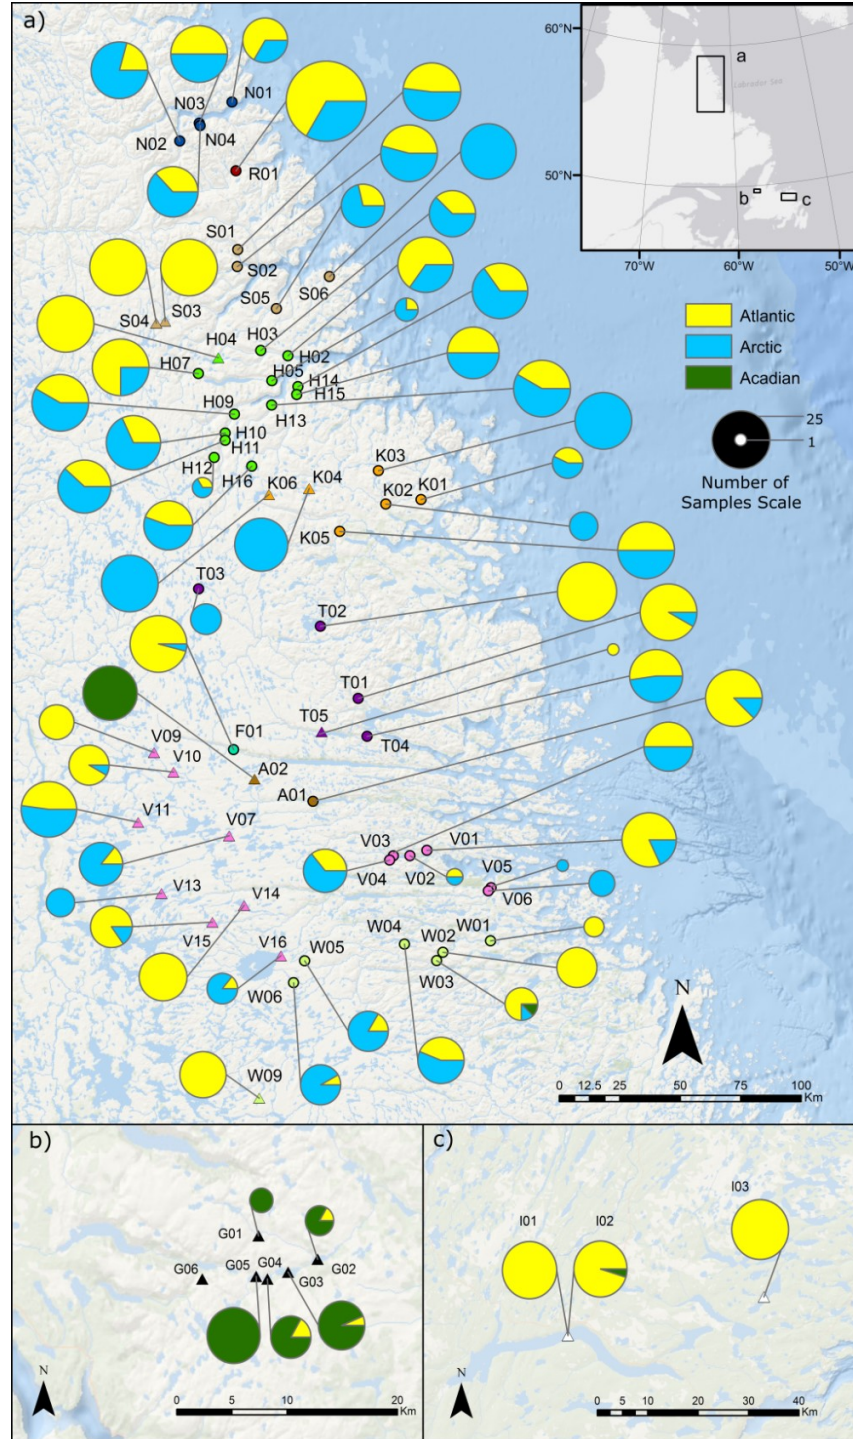 a)
60°N
a
Labrador Sea
50°N
b
c
70°W
60°W
50°W
N03
N01
N02
N04
R01
S01
S02
S05
S06
S04
S03
H04
H03
H02
H07
H05
H14
H15
H09
H13
H10
H11
H12
H16
K06
K04
K03
K02
K01
K05
Atlantic
Arctic
Acadian
25
1
Number of
Samples Scale
T03
T02
T01
T05
T04
F01
A02
A01
V09
V10
V11
V07
V03
V01
V04
V02
V05
V06
V13
V14
V15
V16
W05
W04
W02
W01
W03
W06
W09
N
0 12.5 25 50 75 100
Km
b)
G01
G02
G06
G05
G04
G03
N
0 5 10 20
Km
c)
I01
I02
I03
N
0 5 10 20 30 40
Km